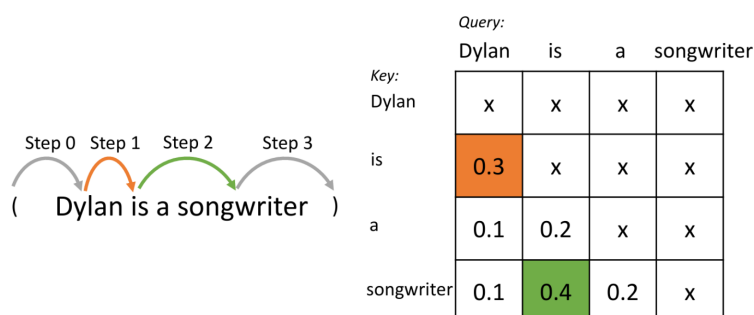 Query:
Dylan is a songwriter
Key:
Dylan x x x x
is 0.3 x x x
a 0.1 0.2 x x
songwriter 0.1 0.4 0.2 x
Step 0 Step 1 Step 2 Step 3
( Dylan is a songwriter )